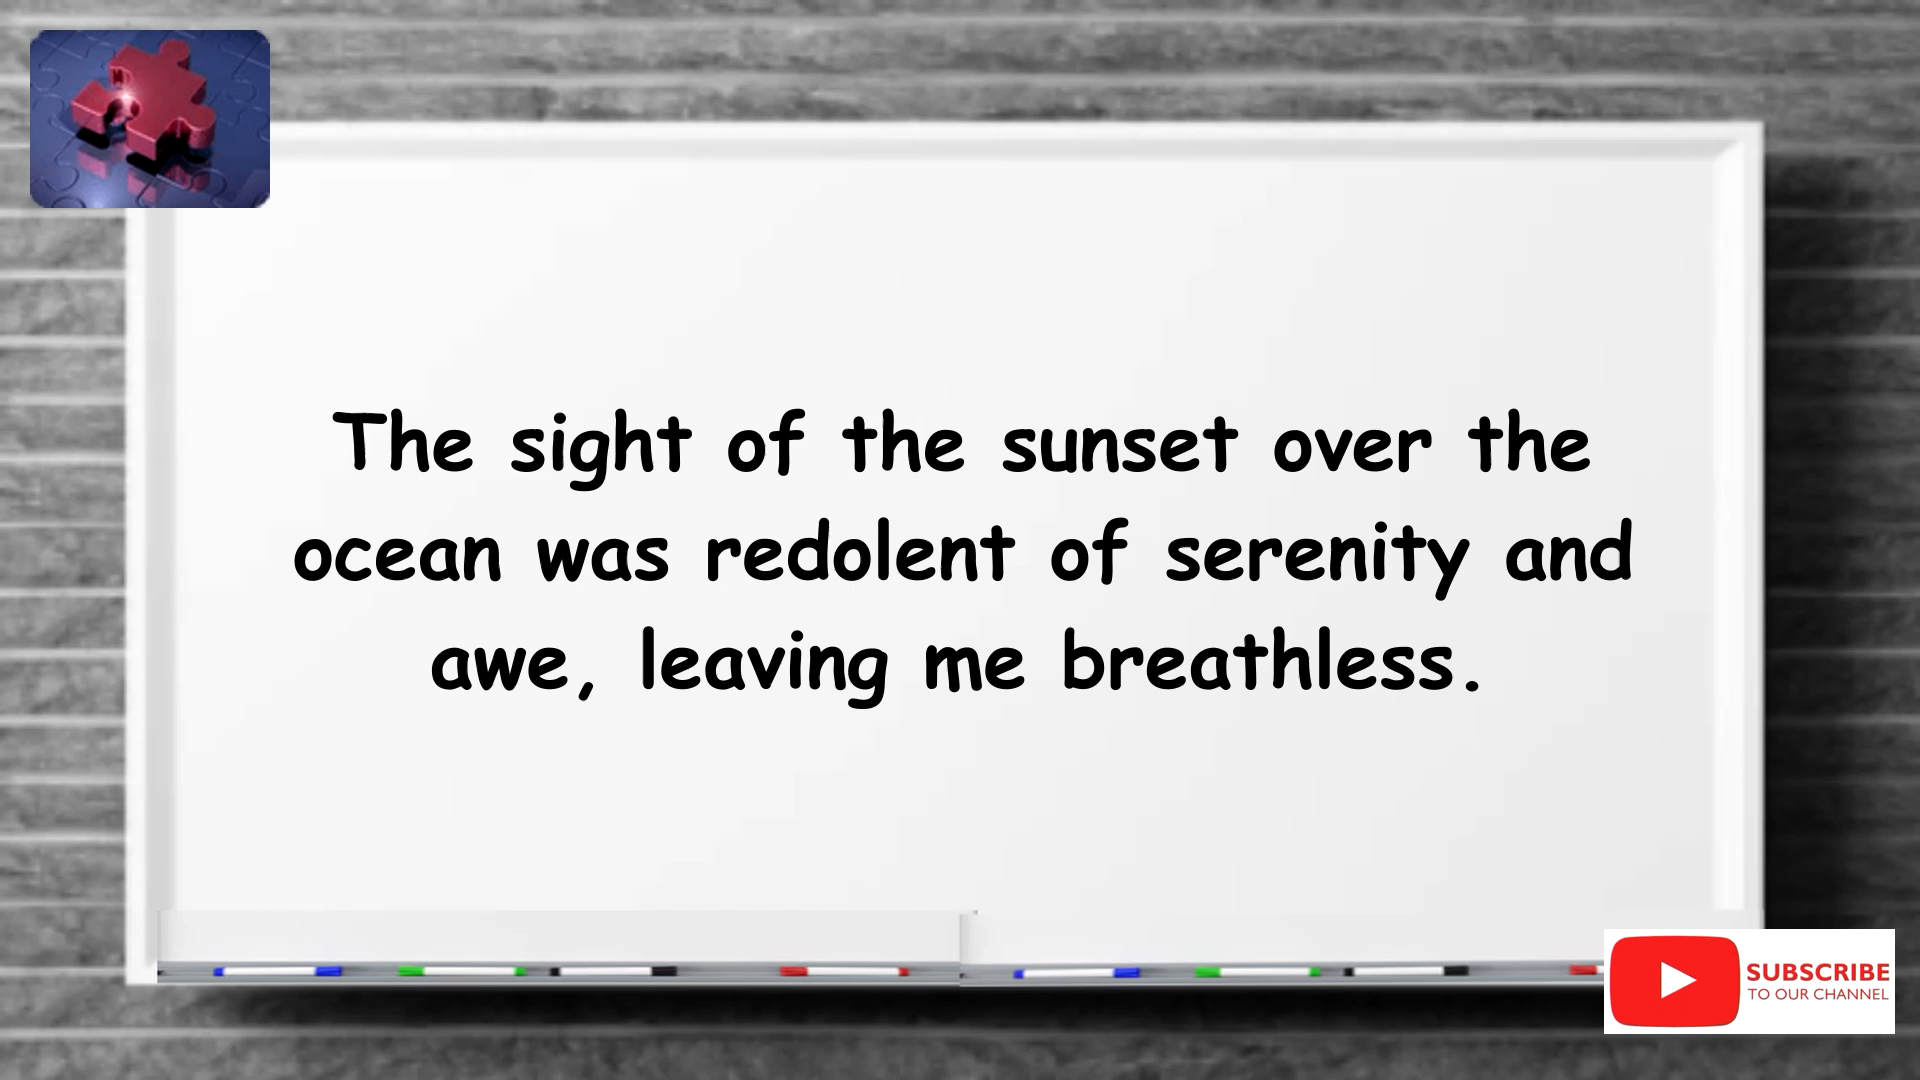 The sight of the sunset over the
ocean was redolent of serenity and
awe, leaving me breathless.
SUBSCRIBE
TO OUR CHANNEL